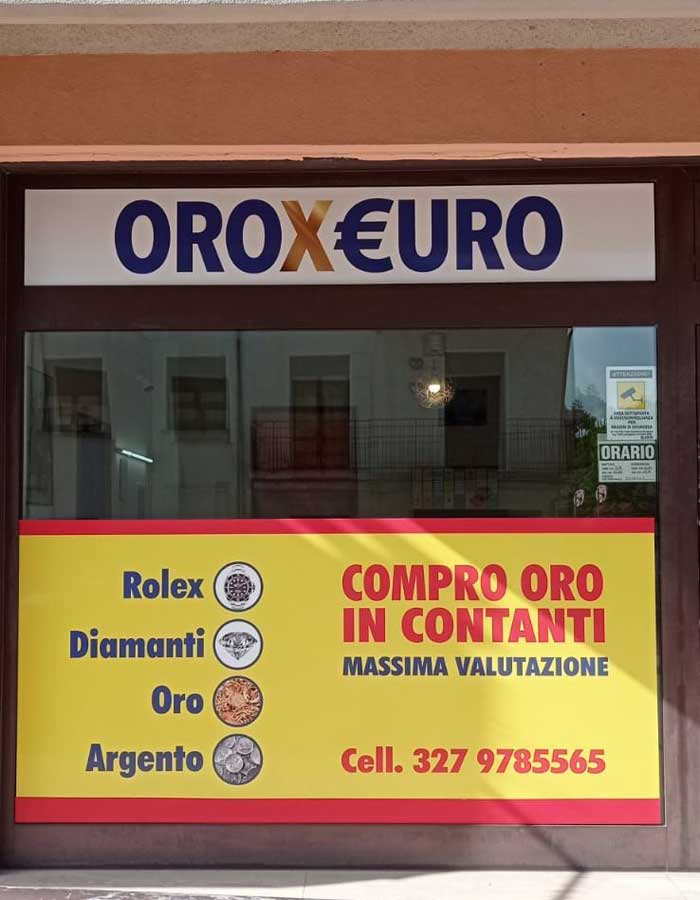 OROX€URO
ATTENZIONE!
ORARIO
Rolex
Diamanti
Oro
Argento
COMPRO ORO
IN CONTANTI
MASSIMA VALUTAZIONE
Cell. 327 9785565